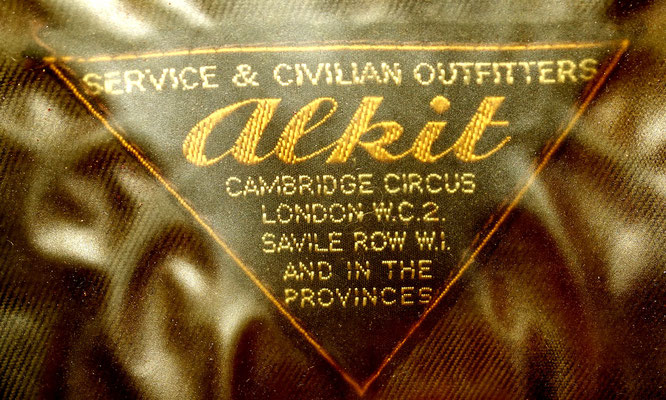 SERVICE & CIVILIAN OUTFITTERS
Alkit
CAMBRIDGE CIRCUS
LONDON W.C.2.
SAVILE ROW W.1.
AND IN THE
PROVINCES